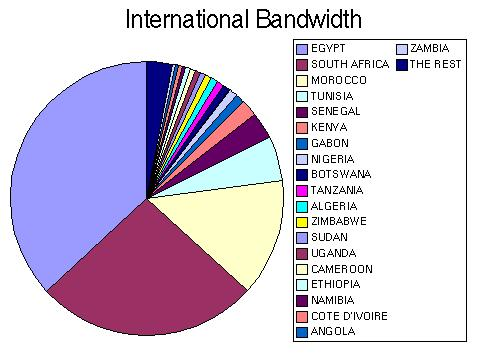 International Bandwidth
EGYPT
SOUTH AFRICA
MOROCCO
TUNISIA
SENEGAL
KENYA
GABON
NIGERIA
BOTSWANA
TANZANIA
ALGERIA
ZIMBABWE
SUDAN
UGANDA
CAMEROON
ETHIOPIA
NAMIBIA
COTE D'IVOIRE
ANGOLA
ZAMBIA
THE REST